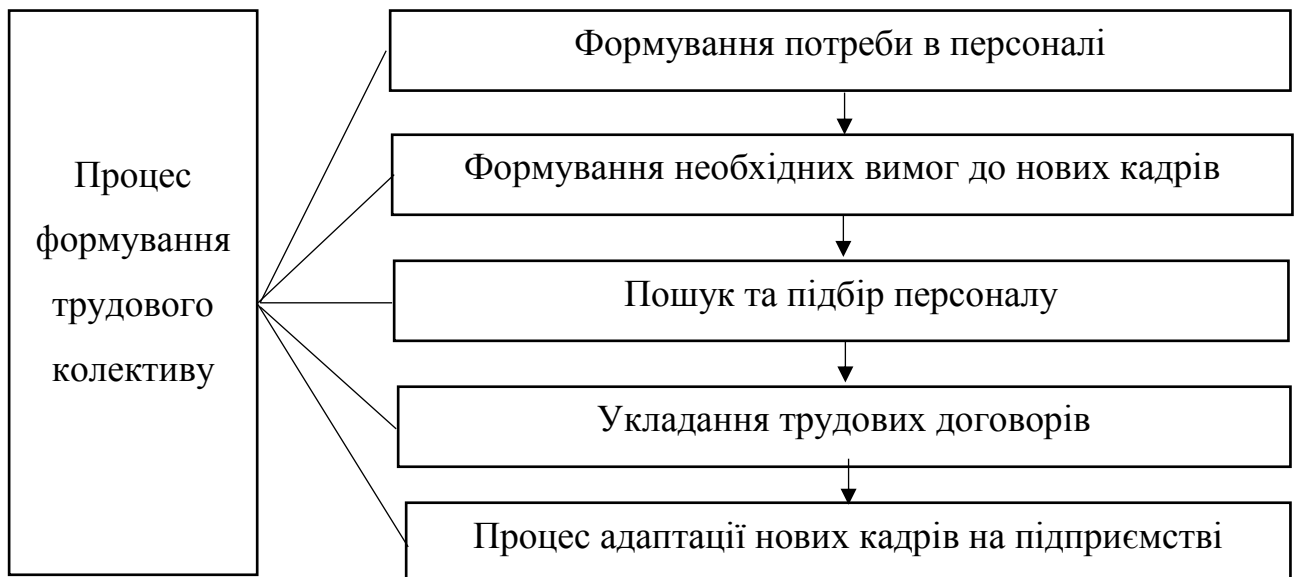 Процес
формування
трудового
колективу
Формування потреби в персоналі
Формування необхідних вимог до нових кадрів
Пошук та підбір персоналу
Укладання трудових договорів
Процес адаптації нових кадрів на підприємстві